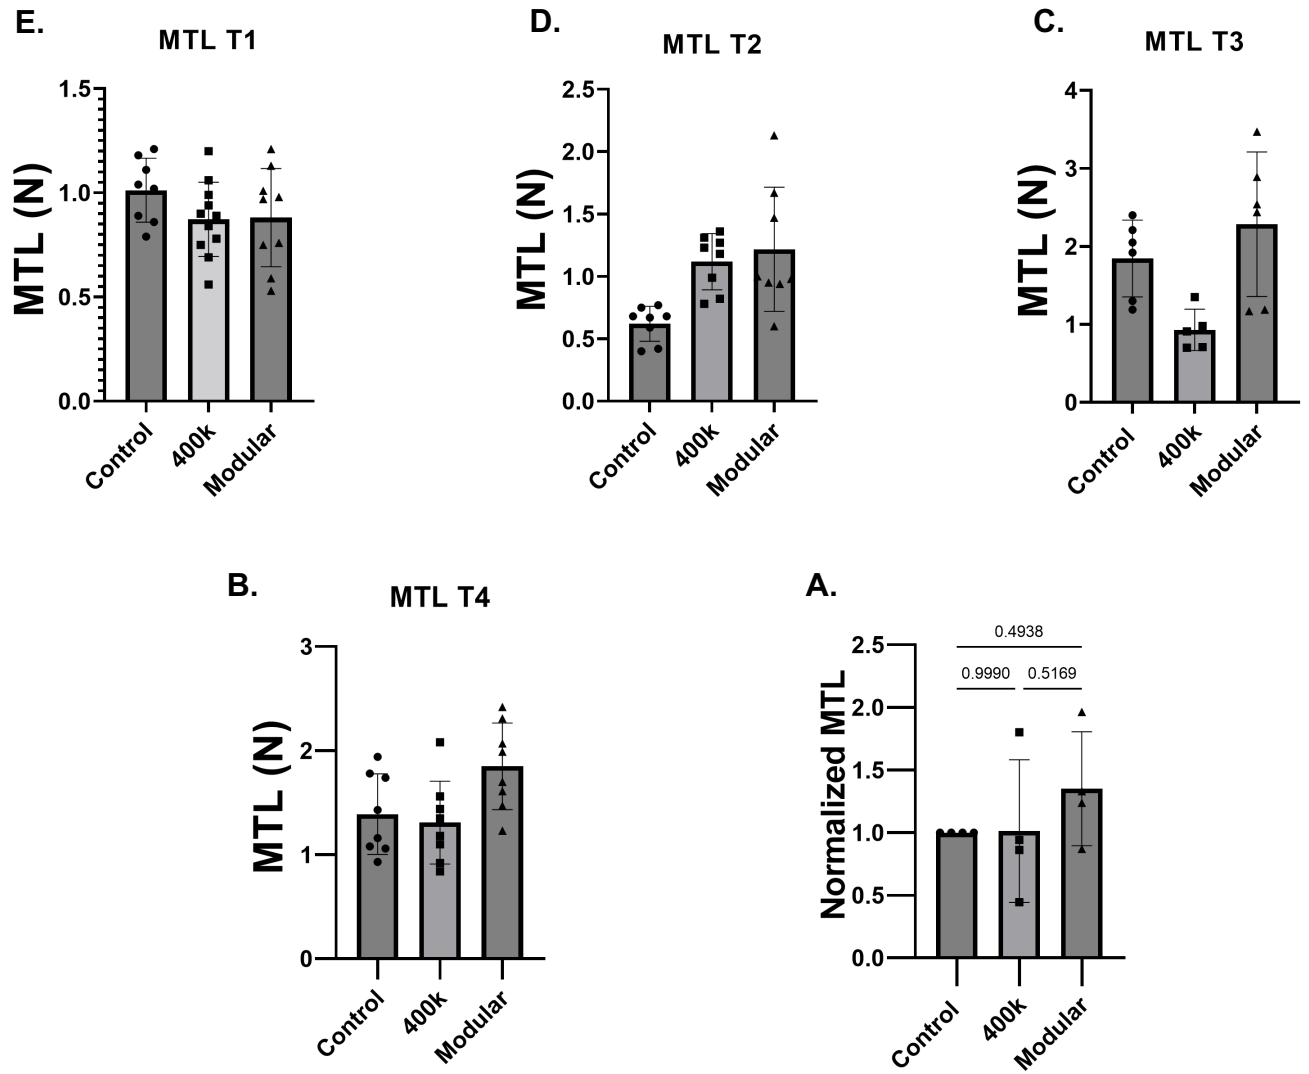 E.
MTL T1
MTL (N)
1.5
1.0
0.5
0.0
Control
400k
Modular
D.
MTL T2
MTL (N)
2.5
2.0
1.5
1.0
0.5
0.0
Control
400k
Modular
C.
MTL T3
MTL (N)
4
3
2
1
0
Control
400k
Modular
B.
MTL T4
MTL (N)
3
2
1
0
Control
400k
Modular
A.
Normalized MTL
2.5
2.0
1.5
1.0
0.5
0.0
0.4938
0.9990
0.5169
Control
400k
Modular